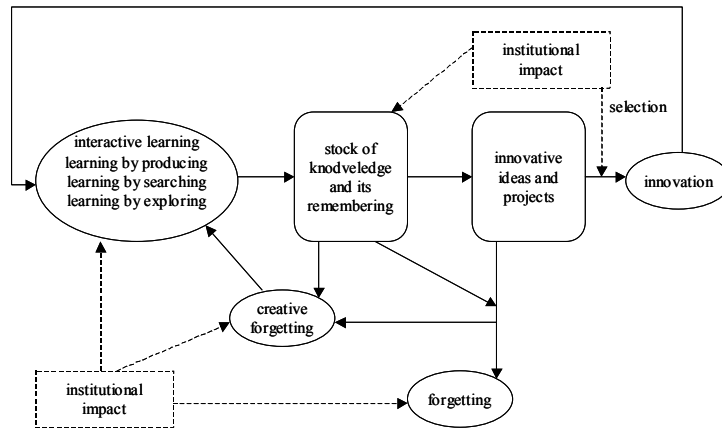 institutional
impact
selection
interactive learning
learning by producing
learning by searching
learning by exploring
stock of
knodveledge
and its
remembering
innovative
ideas and
projects
innovation
creative
forgetting
institutional
impact
forgetting